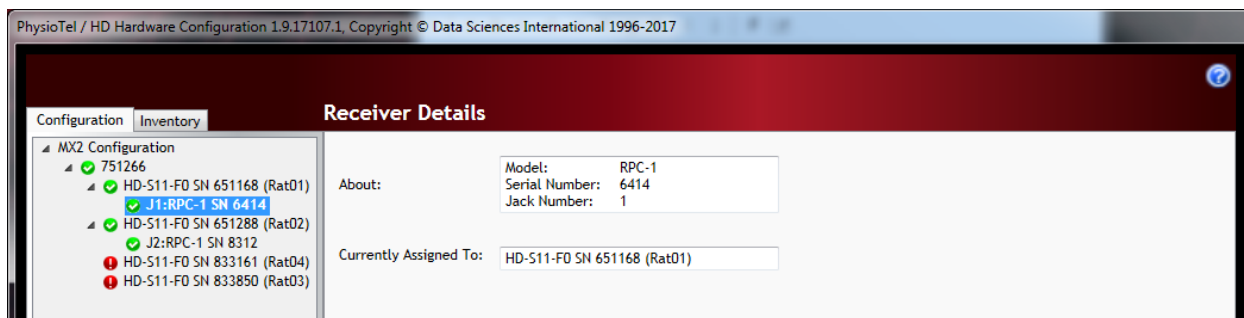 PhysioTel / HD Hardware Configuration 1.9.17107.1, Copyright © Data Sciences International 1996-2017
?
Configuration Inventory Receiver Details
MX2 Configuration
751266
HD-S11-F0 SN 651168 (Rat01)
J1:RPC-1 SN 6414
HD-S11-F0 SN 651288 (Rat02)
J2:RPC-1 SN 8312
HD-S11-F0 SN 833161 (Rat04)
HD-S11-F0 SN 833850 (Rat03)
About:
Model: RPC-1
Serial Number: 6414
Jack Number: 1
Currently Assigned To: HD-S11-F0 SN 651168 (Rat01)